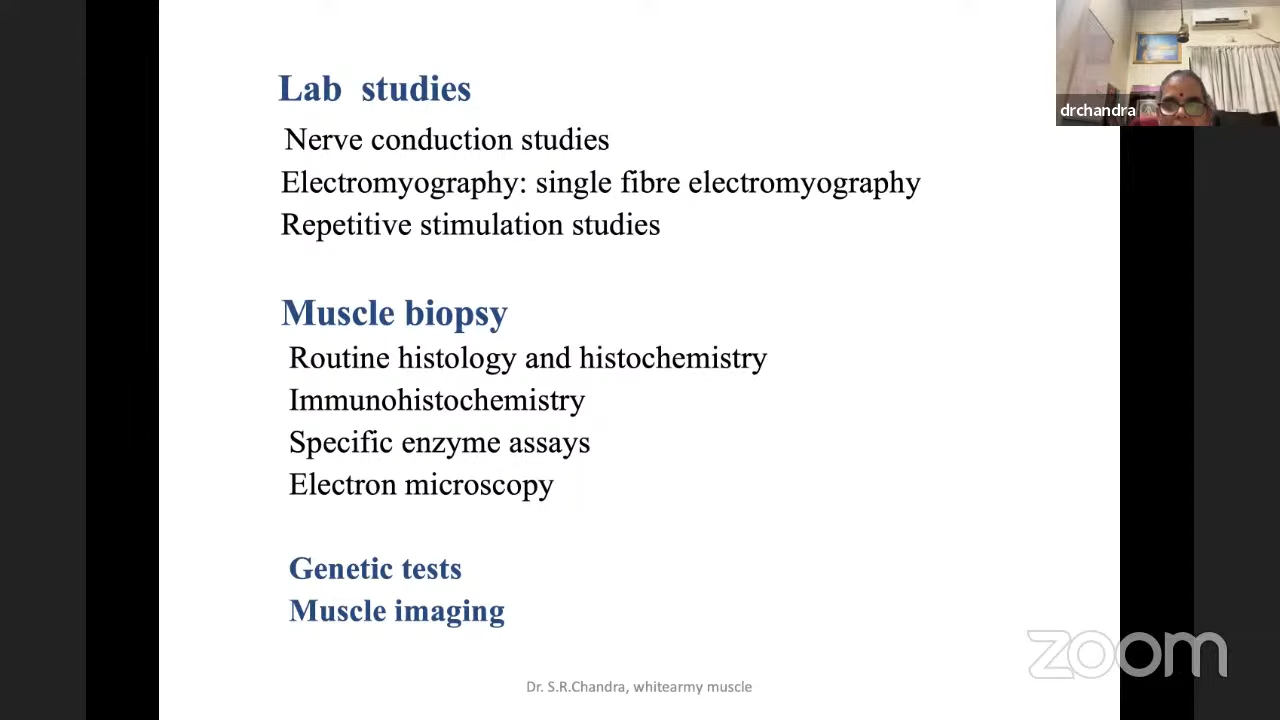 Lab studies
Nerve conduction studies
Electromyography: single fibre electromyography
Repetitive stimulation studies
Muscle biopsy
Routine histology and histochemistry
Immunohistochemistry
Specific enzyme assays
Electron microscopy
Genetic tests
Muscle imaging
Dr. S.R.Chandra, whitearmy muscle
drchandra
zoom